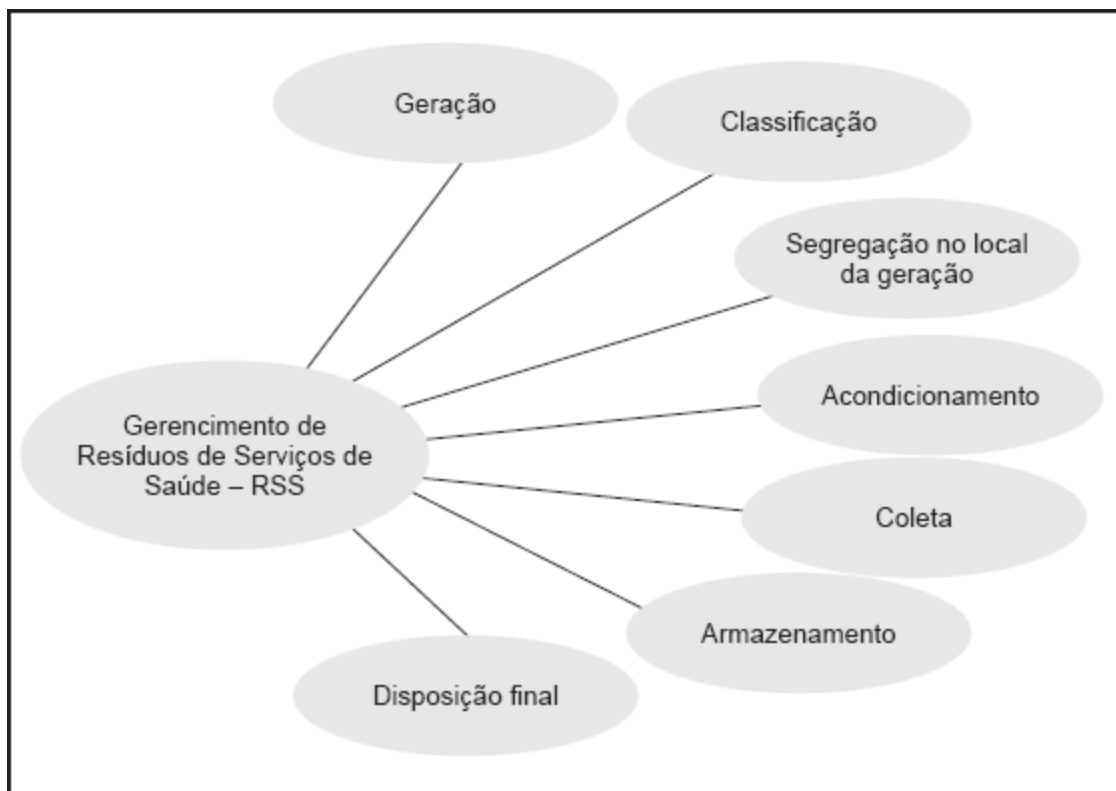 Geração
Classificação
Segregação no local
da geração
Acondicionamento
Gerencimento de
Resíduos de Serviços de
Saúde – RSS
Coleta
Armazenamento
Disposição final